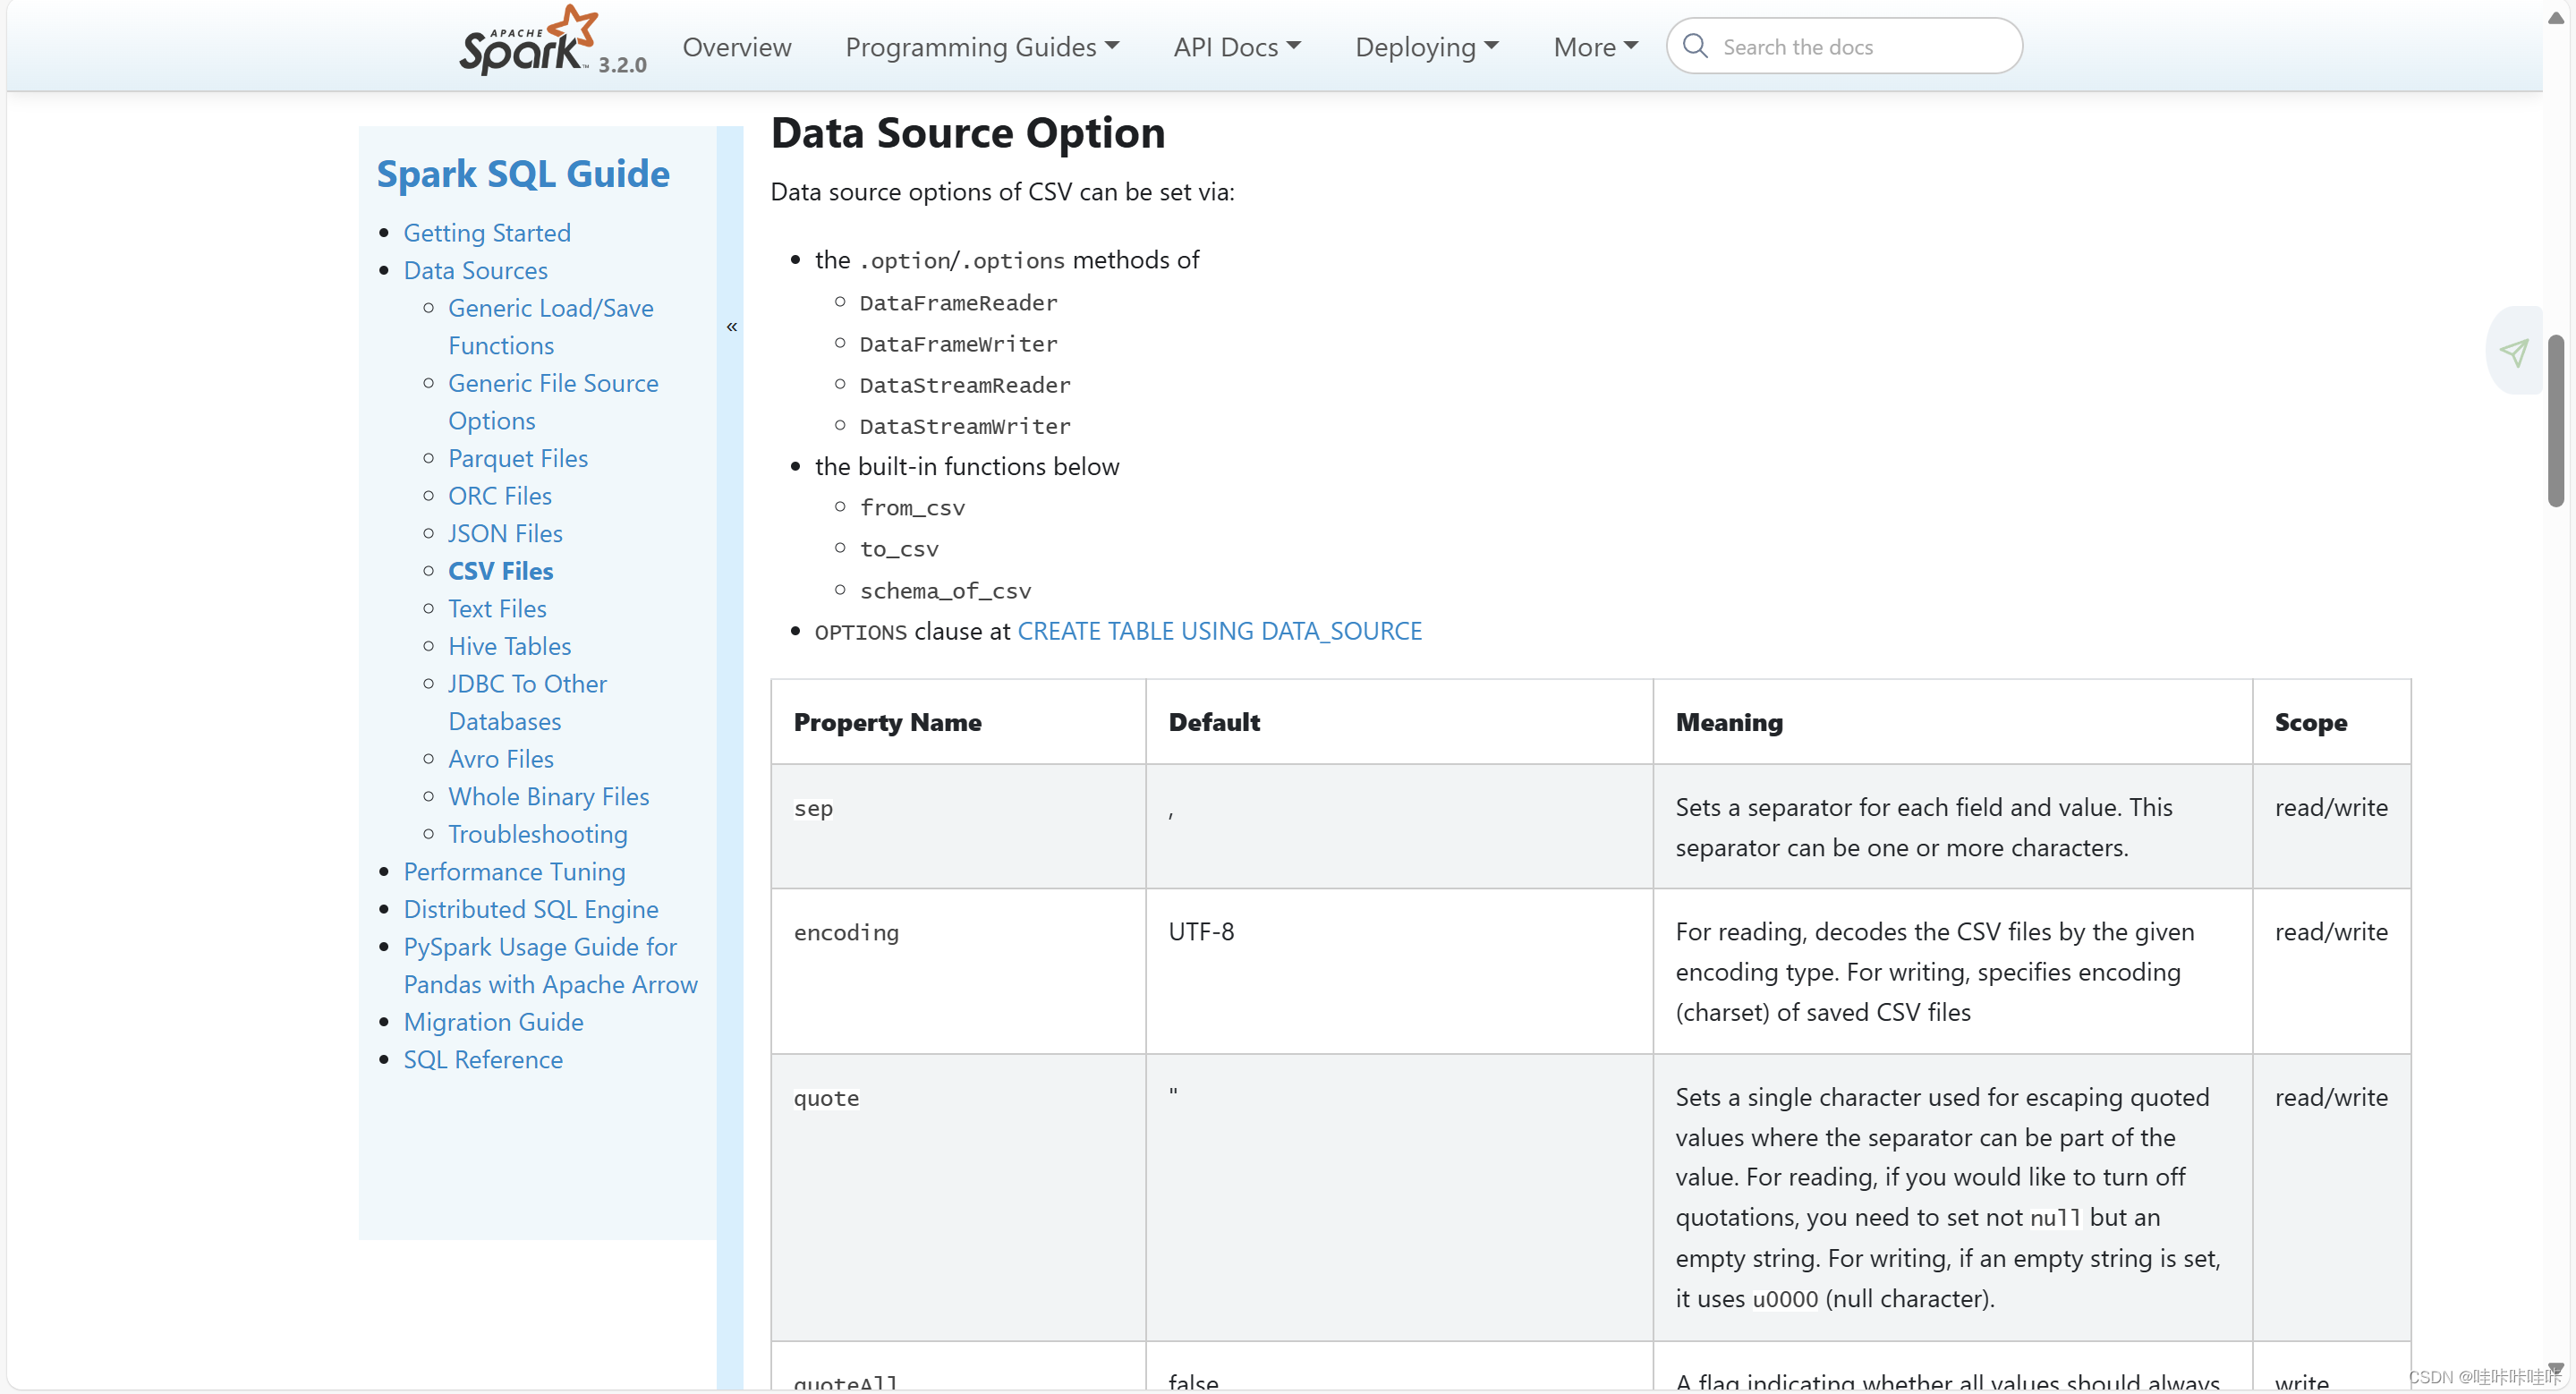 APACHE
Spark™ 3.2.0
Overview
Programming Guides
API Docs
Deploying
More
Search the docs
Spark SQL Guide
Getting Started
Data Sources
Generic Load/Save
Functions
Generic File Source
Options
Parquet Files
ORC Files
JSON Files
CSV Files
Text Files
Hive Tables
JDBC To Other
Databases
Avro Files
Whole Binary Files
Troubleshooting
Performance Tuning
Distributed SQL Engine
PySpark Usage Guide for
Pandas with Apache Arrow
Migration Guide
SQL Reference
«
Data Source Option
Data source options of CSV can be set via:
the .option/.options methods of
DataFrameReader
DataFrameWriter
DataStreamReader
DataStreamWriter
the built-in functions below
from_csv
to_csv
schema_of_csv
OPTIONS clause at CREATE TABLE USING DATA_SOURCE
Property Name Default Meaning Scope
sep , Sets a separator for each field and value. This read/write
separator can be one or more characters.
encoding UTF-8 For reading, decodes the CSV files by the given read/write
encoding type. For writing, specifies encoding
(charset) of saved CSV files
quote " Sets a single character used for escaping quoted read/write
values where the separator can be part of the
value. For reading, if you would like to turn off
quotations, you need to set not null but an
empty string. For writing, if an empty string is set,
it uses u0000 (null character).
quoteAll false A flag indicating whether all values should always write
CSDN @哇咔咔哇咔